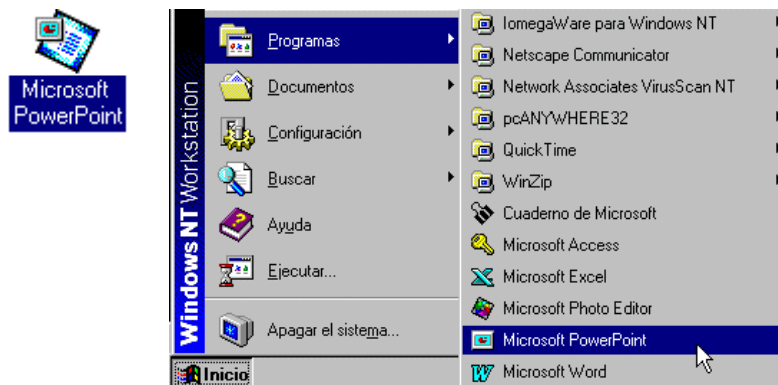 Microsoft
PowerPoint
Windows NT Workstation
Programas
Documentos
Configuración
Buscar
Ayuda
Ejecutar...
Apagar el sistema...
Inicio
IomegaWare para Windows NT
Netscape Communicator
Network Associates VirusScan NT
pcANYWHERE32
QuickTime
WinZip
Cuaderno de Microsoft
Microsoft Access
Microsoft Excel
Microsoft Photo Editor
Microsoft PowerPoint
Microsoft Word